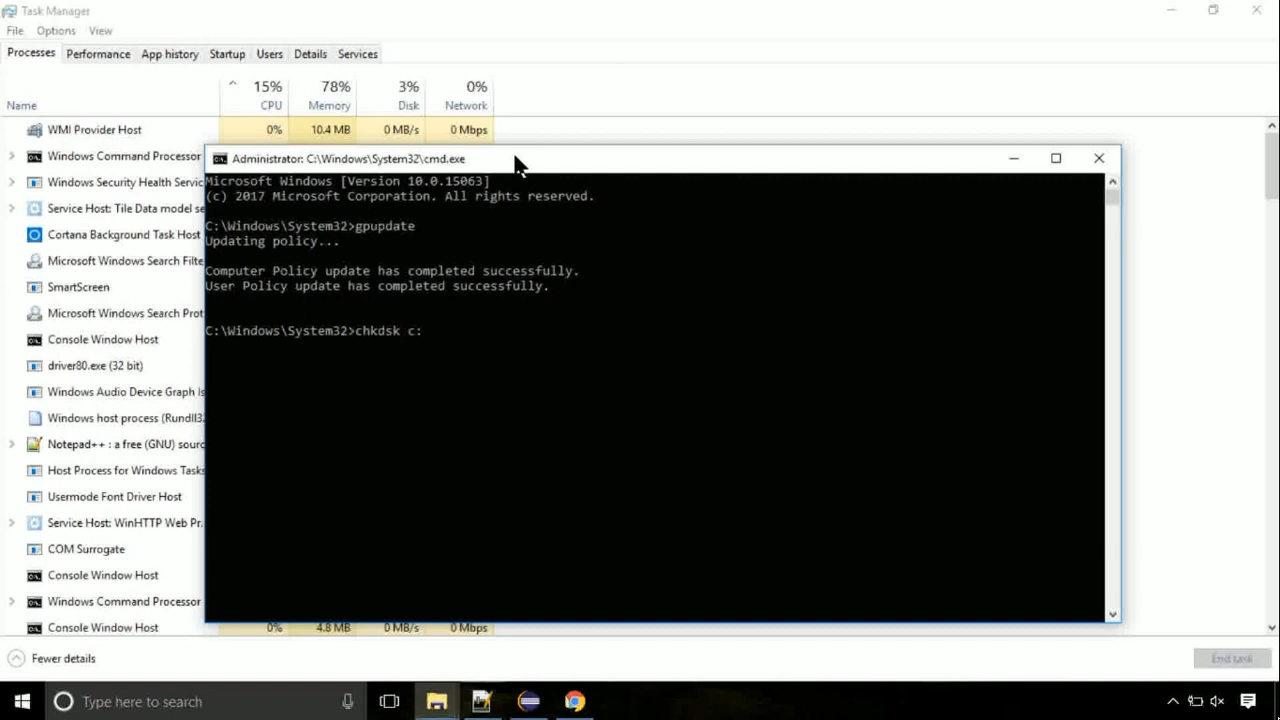 Task Manager
File Options View
Processes Performance App history Startup Users Details Services
15% 78% 3% 0%
Name CPU Memory Disk Network
WMI Provider Host 0% 10.4 MB 0 MB/s 0 Mbps
Windows Command Processor
Windows Security Health Servic
Service Host: Tile Data model se
Cortana Background Task Host
Microsoft Windows Search Filte
SmartScreen
Microsoft Windows Search Prot
Console Window Host
driver80.exe (32 bit)
Windows Audio Device Graph Is
Windows host process (Rundll32
Notepad++ : a free (GNU) sourc
Host Process for Windows Tasks
Usermode Font Driver Host
Service Host: WinHTTP Web Pr.
COM Surrogate
Console Window Host
Windows Command Processor
Console Window Host 0% 4.8 MB 0 MB/s 0 Mbps
Administrator: C:\Windows\System32\cmd.exe
Microsoft Windows [Version 10.0.15063]
(c) 2017 Microsoft Corporation. All rights reserved.
C:\Windows\System32>gpupdate
Updating policy...
Computer Policy update has completed successfully.
User Policy update has completed successfully.
C:\Windows\System32>chkdsk c:
Fewer details
End task
Type here to search